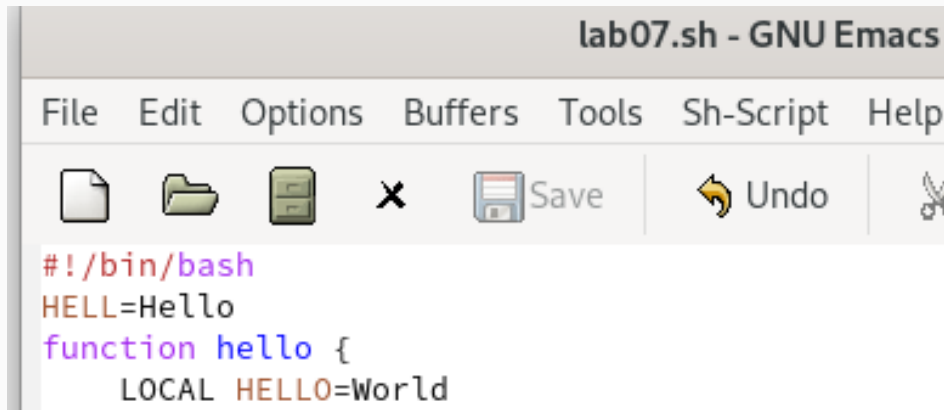 lab07.sh - GNU Emacs
File Edit Options Buffers Tools Sh-Script Help
Save Undo
#!/bin/bash
HELL=Hello
function hello {
    LOCAL HELLO=World